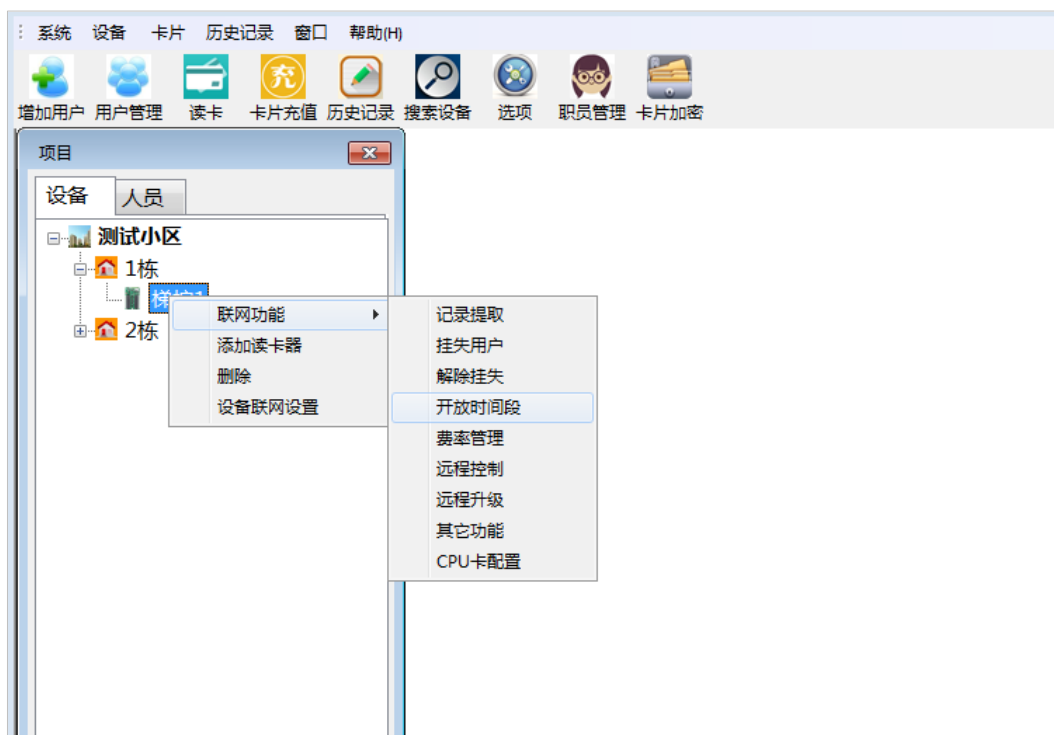 系统 设备 卡片 历史记录 窗口 帮助(H)
充
增加用户 用户管理 读卡 卡片充值 历史记录 搜索设备 选项 职员管理 卡片加密
项目
设备 人员
测试小区
1栋
2栋
联网功能
添加读卡器
删除
设备联网设置
记录提取
挂失用户
解除挂失
开放时间段
费率管理
远程控制
远程升级
其它功能
CPU卡配置